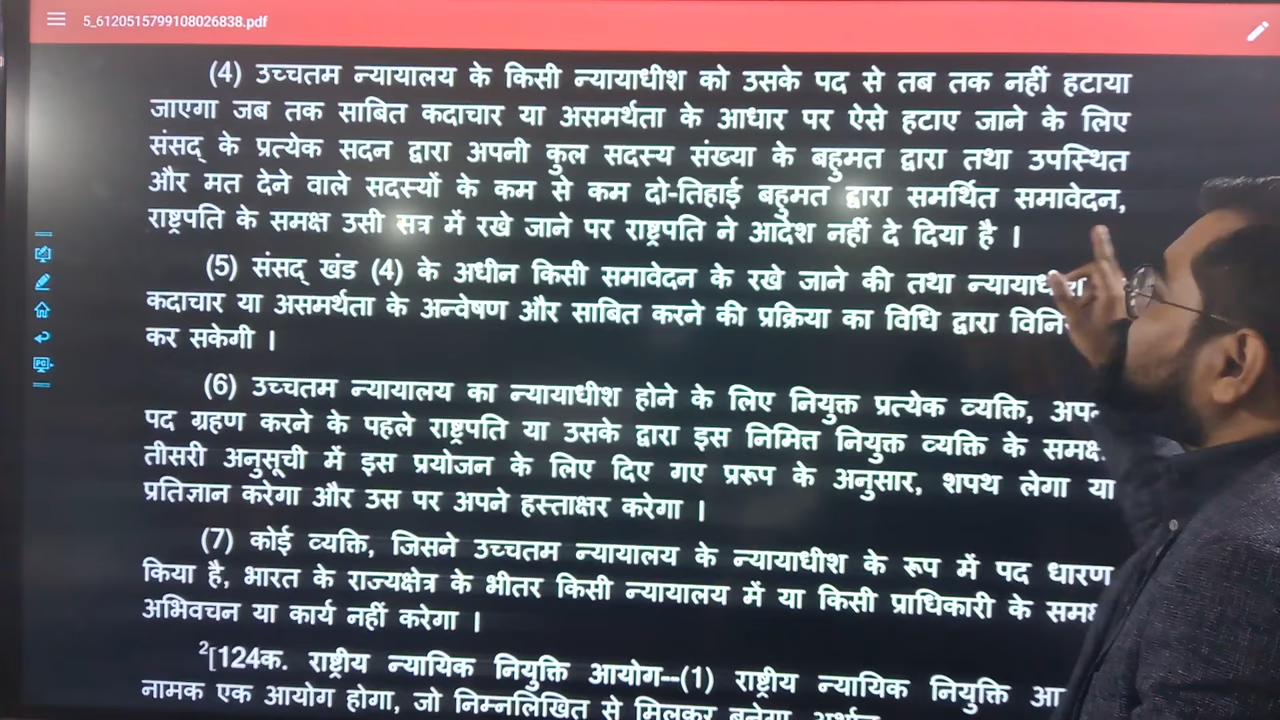 5_6120515799108026838.pdf
(4) उच्चतम न्यायालय के किसी न्यायाधीश को उसके पद से तब तक नहीं हटाया
जाएगा जब तक साबित कदाचार या असमर्थता के आधार पर ऐसे हटाए जाने के लिए
संसद् के प्रत्येक सदन द्वारा अपनी कुल सदस्य संख्या के बहुमत द्वारा तथा उपस्थित
और मत देने वाले सदस्यों के कम से कम दो-तिहाई बहुमत द्वारा समर्थित समावेदन,
राष्ट्रपति के समक्ष उसी सत्र में रखे जाने पर राष्ट्रपति ने आदेश नहीं दे दिया है ।
(5) संसद् खंड (4) के अधीन किसी समावेदन के रखे जाने की तथा
कदाचार या असमर्थता के अन्वेषण और साबित करने की प्रक्रिया का विधि द्वारा
कर सकेगी ।
(6) उच्चतम न्यायालय का न्यायाधीश होने के लिए नियुक्त प्रत्येक व्यक्ति,
पद ग्रहण करने के पहले राष्ट्रपति या उसके द्वारा इस निमित्त नियुक्त व्यक्ति के समक्ष
तीसरी अनुसूची में इस प्रयोजन के लिए दिए गए प्ररूप के अनुसार, शपथ लेगा या
प्रतिज्ञान करेगा और उस पर अपने हस्ताक्षर करेगा ।
(7) कोई व्यक्ति, जिसने उच्चतम न्यायालय के न्यायाधीश के रूप में पद धारण
किया है, भारत के राज्यक्षेत्र के भीतर किसी न्यायालय में या किसी प्राधिकारी के समक्ष
अभिवचन या कार्य नहीं करेगा ।
2[124क. राष्ट्रीय न्यायिक नियुक्ति आयोग--(1) राष्ट्रीय न्यायिक नियुक्ति
नामक एक आयोग होगा, जो निम्नलिखित से मिलकर बनेगा, अर्थात्